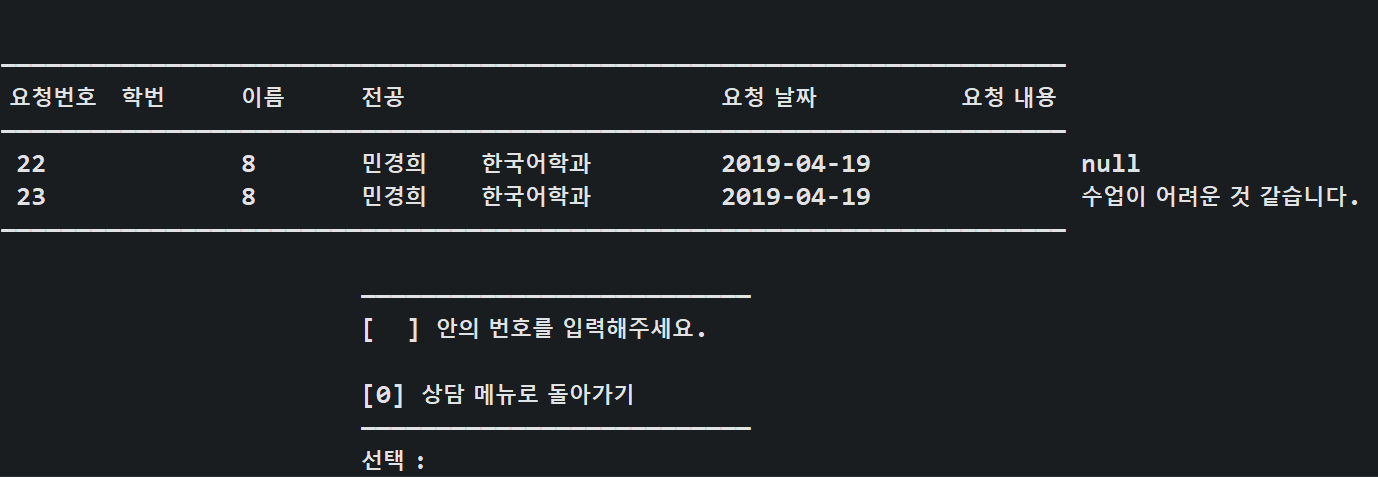 요청번호 학번 이름 전공 요청 날짜 요청 내용
22 8 민경희 한국어학과 2019-04-19 null
23 8 민경희 한국어학과 2019-04-19 수업이 어려운 것 같습니다.
[ ] 안의 번호를 입력해주세요.
[0] 상담 메뉴로 돌아가기
선택 :